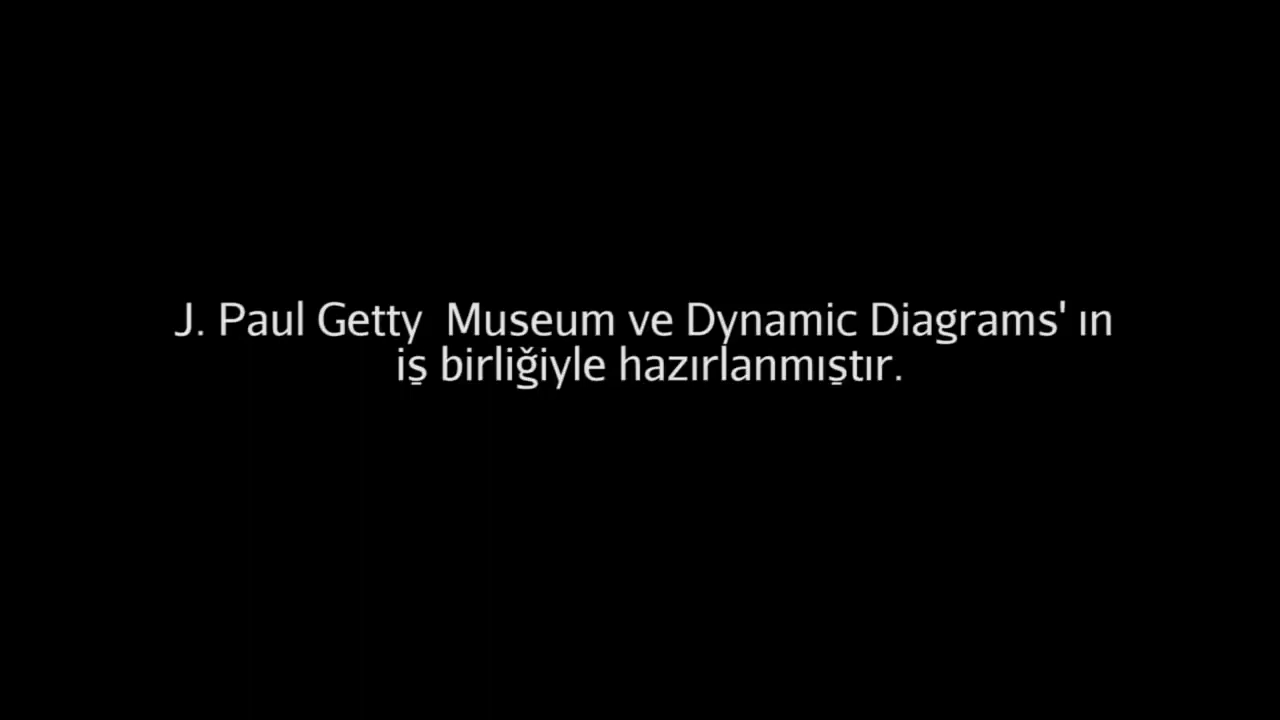 J. Paul Getty  Museum ve Dynamic Diagrams' ın
iş birliğiyle hazırlanmıştır.